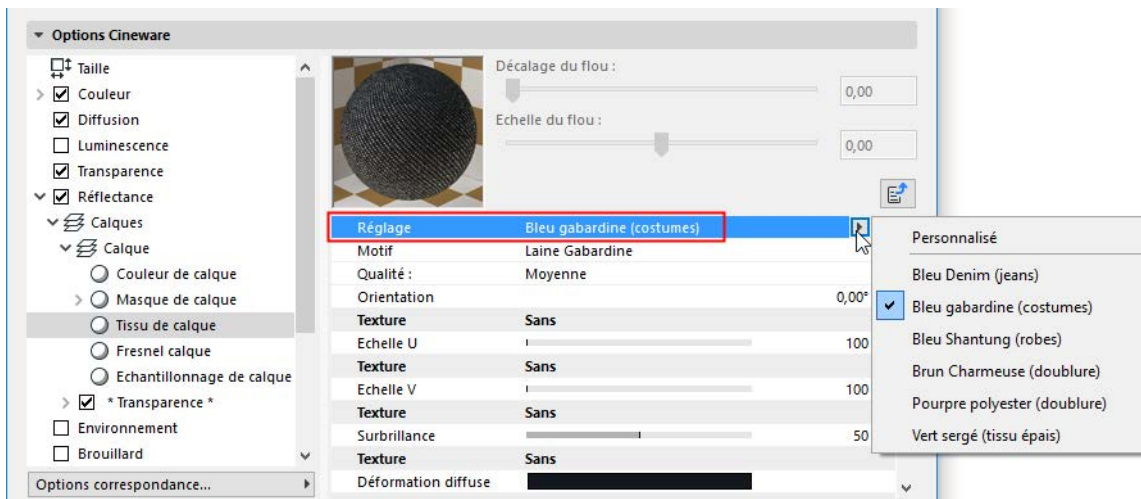 Options Cineware
Taille
Couleur
Diffusion
Luminescence
Transparence
Réflectance
Calques
Calque
Couleur de calque
Masque de calque
Tissu de calque
Fresnel calque
Echantillonnage de calque
* Transparence *
Environnement
Brouillard
Options correspondance...
Décalage du flou :
0,00
Echelle du flou :
0,00
Réglage Bleu gabardine (costumes)
Motif Laine Gabardine
Qualité : Moyenne
Orientation 0,00°
Texture Sans
Echelle U 100
Texture Sans
Echelle V 100
Texture Sans
Surbrillance 50
Texture Sans
Déformation diffuse
Personnalisé
Bleu Denim (jeans)
Bleu gabardine (costumes)
Bleu Shantung (robes)
Brun Charmeuse (doublure)
Pourpre polyester (doublure)
Vert sergé (tissu épais)